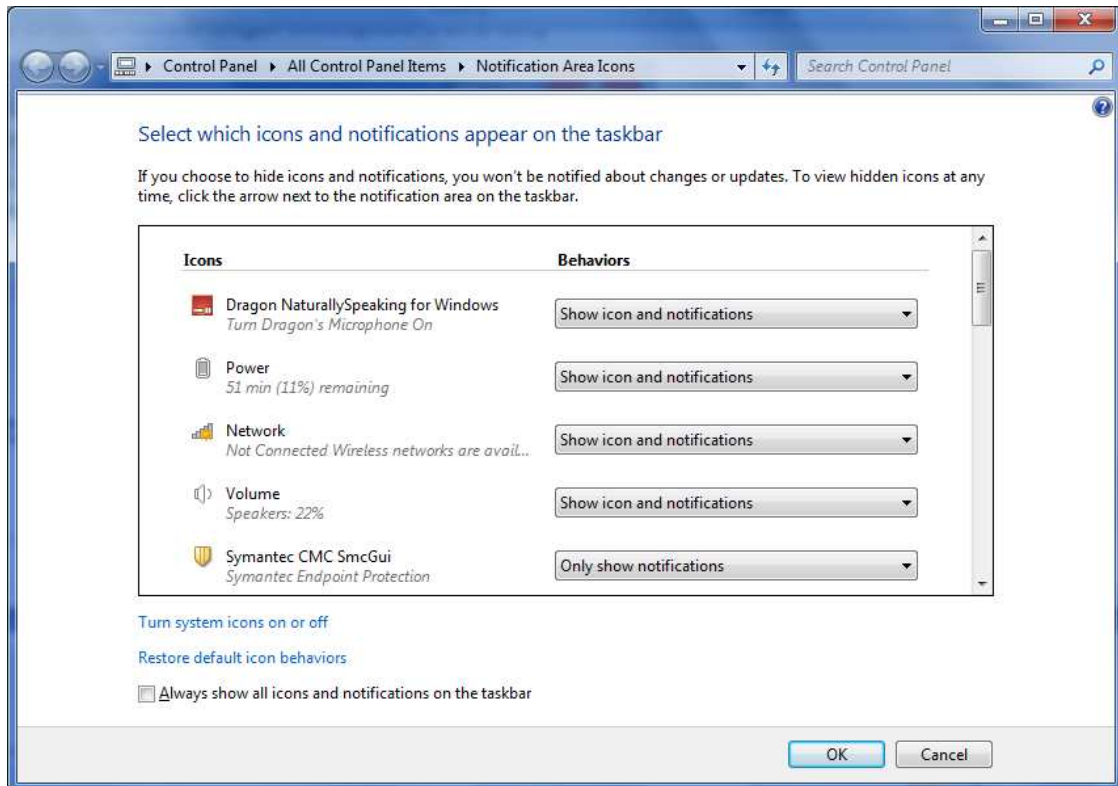 Control Panel ▸ All Control Panel Items ▸ Notification Area Icons
Search Control Panel
Select which icons and notifications appear on the taskbar
If you choose to hide icons and notifications, you won't be notified about changes or updates. To view hidden icons at any
time, click the arrow next to the notification area on the taskbar.
Icons Behaviors
Dragon NaturallySpeaking for Windows
Turn Dragon's Microphone On
Show icon and notifications
Power
51 min (11%) remaining
Show icon and notifications
Network
Not Connected Wireless networks are avail...
Show icon and notifications
Volume
Speakers: 22%
Show icon and notifications
Symantec CMC SmcGui
Symantec Endpoint Protection
Only show notifications
Turn system icons on or off
Restore default icon behaviors
Always show all icons and notifications on the taskbar
OK Cancel